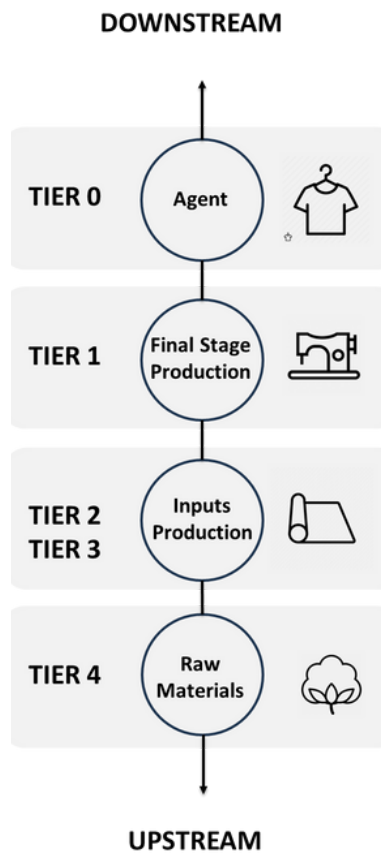 DOWNSTREAM
TIER 0
Agent
TIER 1
Final Stage
Production
TIER 2
TIER 3
Inputs
Production
TIER 4
Raw
Materials
UPSTREAM